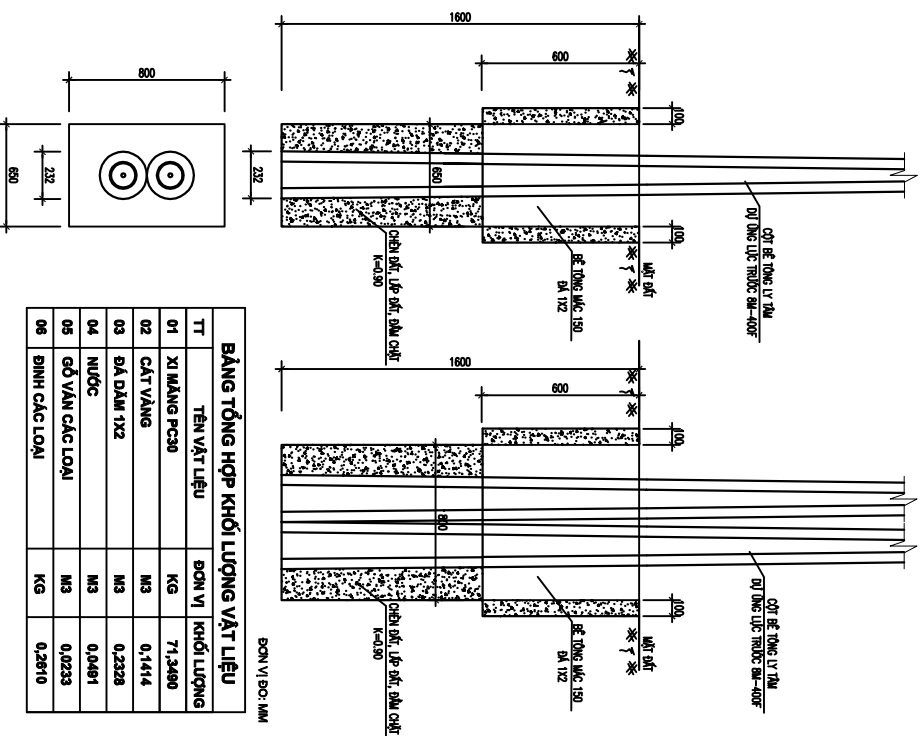 1600
600
100
100
650
232
MẶT ĐẤT
CỘT BÊ TÔNG LY TÂM
DỰ ỨNG LỰC TRƯỚC 8M-400F
BÊ TÔNG MÁC 150
ĐÁ 1X2
CHÈN ĐẤT, LẤP ĐẤT, ĐẦM CHẶT
K=0.90
800
232
650
1600
600
100
100
800
MẶT ĐẤT
CỘT BÊ TÔNG LY TÂM
DỰ ỨNG LỰC TRƯỚC 8M-400F
BÊ TÔNG MÁC 150
ĐÁ 1X2
CHÈN ĐẤT, LẤP ĐẤT, ĐẦM CHẶT
K=0.90
ĐƠN VỊ ĐO: MM
BẢNG TỔNG HỢP KHỐI LƯỢNG VẬT LIỆU
TT TÊN VẬT LIỆU ĐƠN VỊ KHỐI LƯỢNG
01 XI MĂNG PC30 KG 71,3490
02 CÁT VÀNG M3 0,1414
03 ĐÁ DĂM 1X2 M3 0,2328
04 NƯỚC M3 0,0491
05 GỖ VÁN CÁC LOẠI M3 0,0233
06 ĐINH CÁC LOẠI KG 0,2610